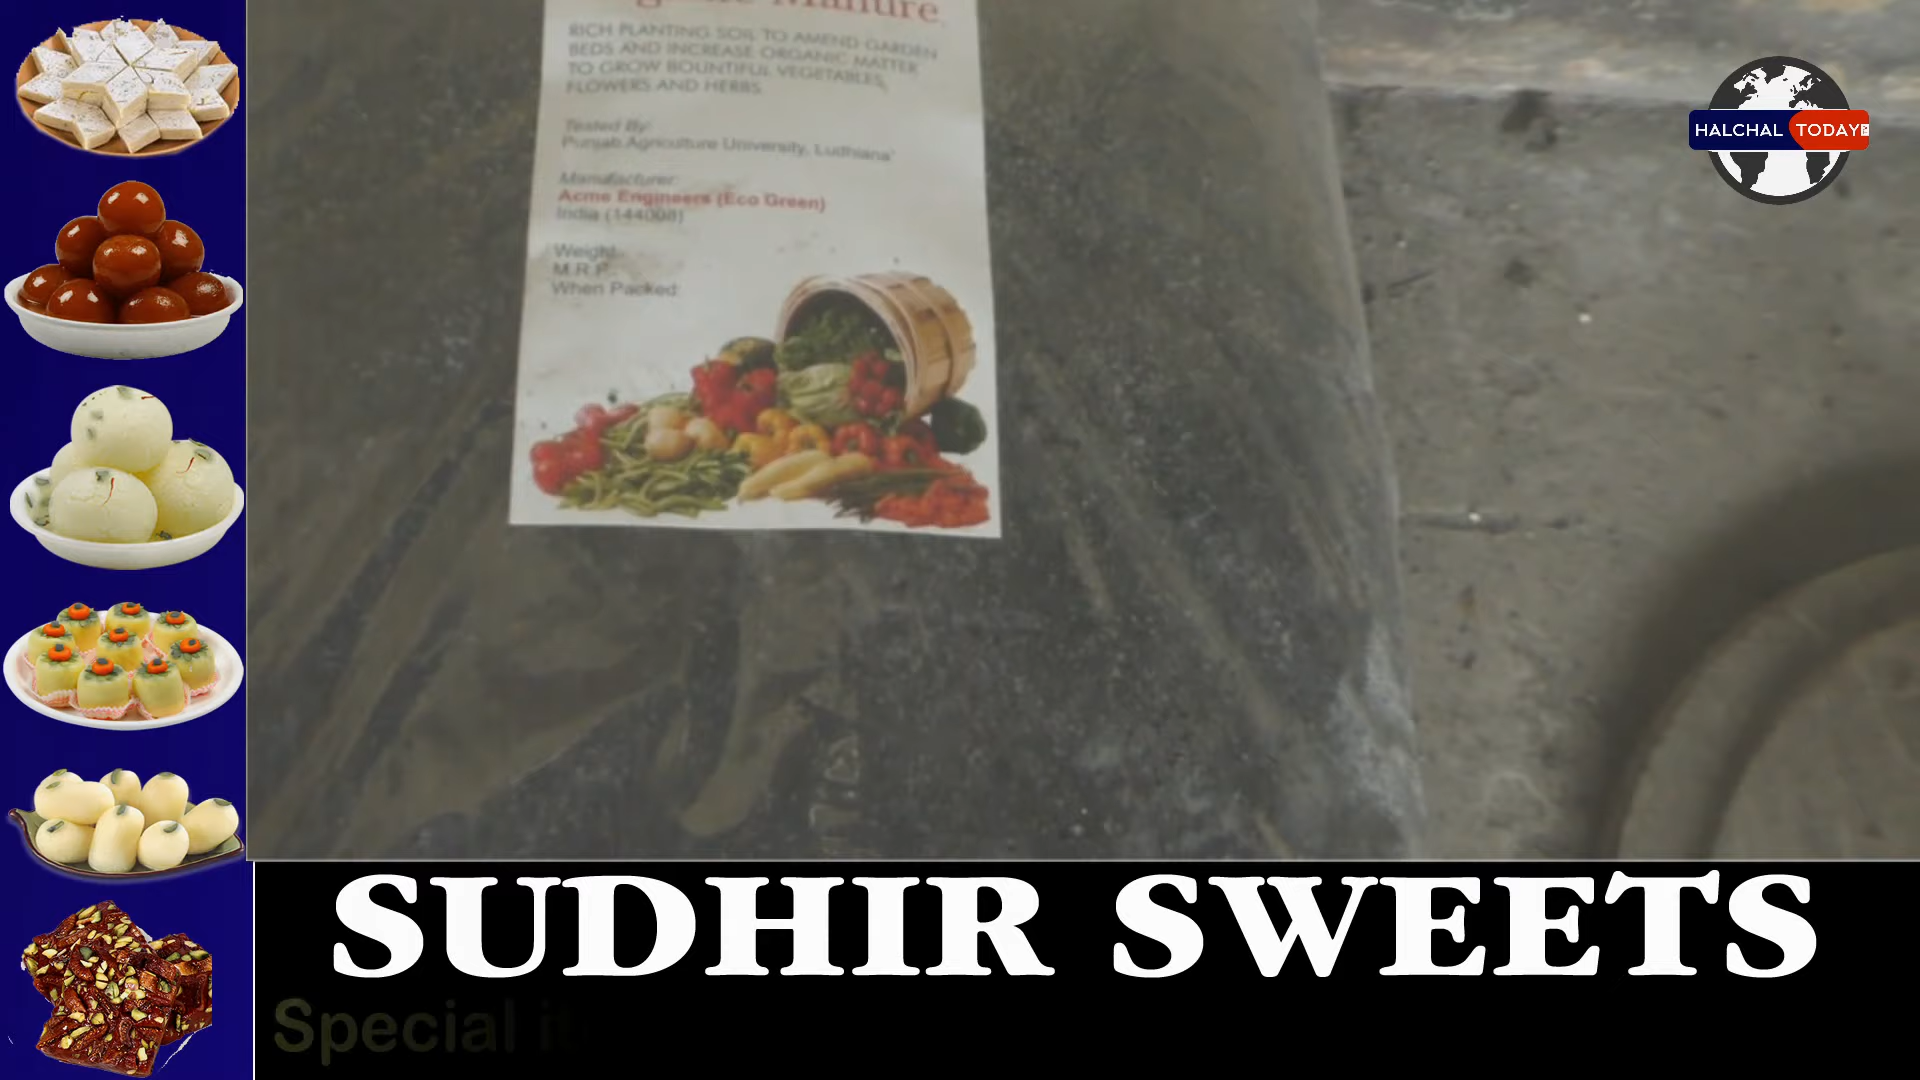 Manure
RICH PLANTING SOIL TO AMEND GARDEN
BEDS AND INCREASE ORGANIC MATTER
TO GROW BOUNTIFUL VEGETABLES,
FLOWERS AND HERBS
Tested By:
Punjab Agriculture University, Ludhiana'
Manufacturer:
Acme Engineers (Eco Green)
India (144008)
Weight:
M.R.P.
When Packed:
HALCHAL TODAY
SUDHIR SWEETS
Special